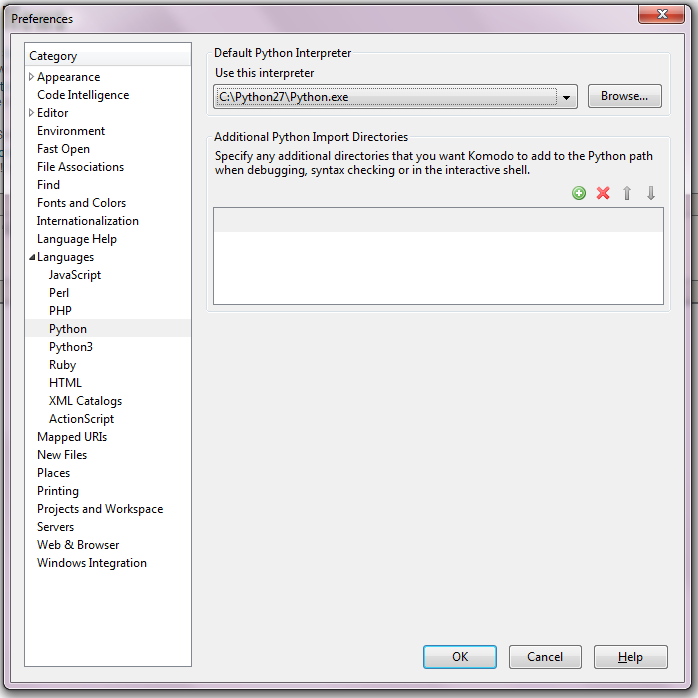 Preferences
Category
Appearance
Code Intelligence
Editor
Environment
Fast Open
File Associations
Find
Fonts and Colors
Internationalization
Language Help
Languages
JavaScript
Perl
PHP
Python
Python3
Ruby
HTML
XML Catalogs
ActionScript
Mapped URIs
New Files
Places
Printing
Projects and Workspace
Servers
Web & Browser
Windows Integration
Default Python Interpreter
Use this interpreter
C:\Python27\Python.exe
Browse...
Additional Python Import Directories
Specify any additional directories that you want Komodo to add to the Python path
when debugging, syntax checking or in the interactive shell.
OK
Cancel
Help